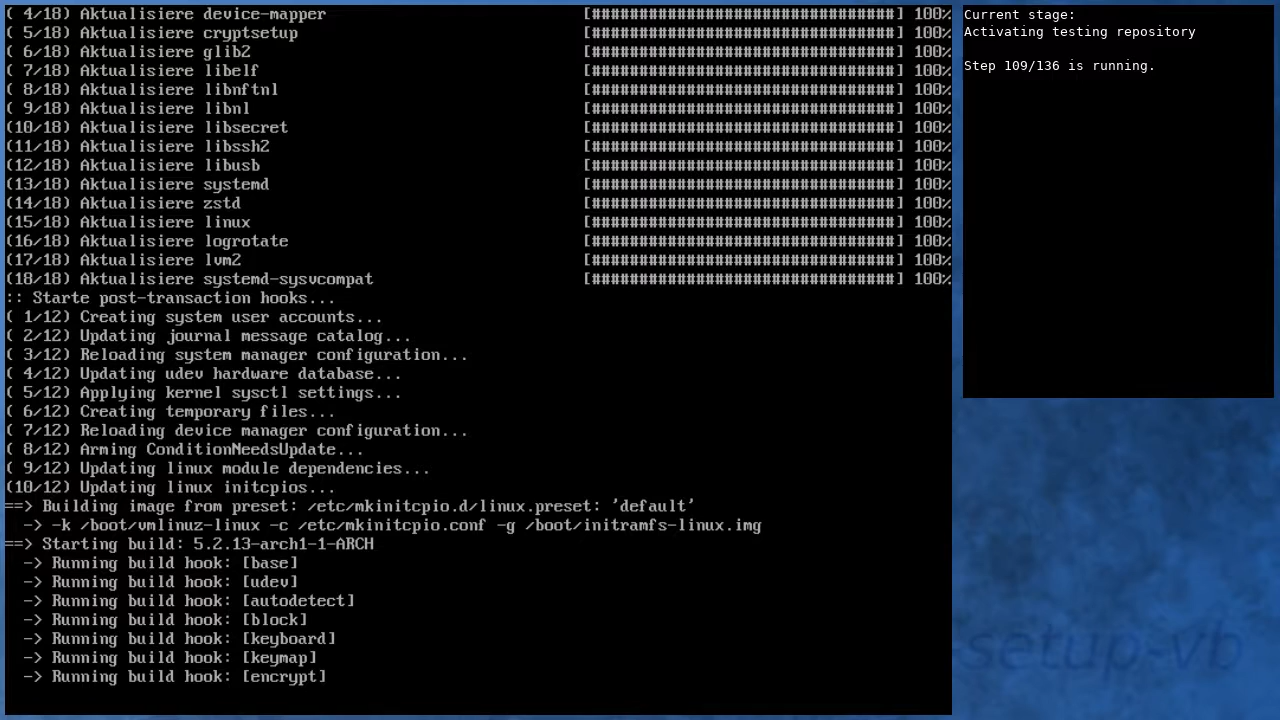 ( 4/18) Aktualisiere device-mapper [################################] 100%
( 5/18) Aktualisiere cryptsetup [################################] 100%
( 6/18) Aktualisiere glib2 [################################] 100%
( 7/18) Aktualisiere libelf [################################] 100%
( 8/18) Aktualisiere libnftnl [################################] 100%
( 9/18) Aktualisiere libnl [################################] 100%
(10/18) Aktualisiere libsecret [################################] 100%
(11/18) Aktualisiere libssh2 [################################] 100%
(12/18) Aktualisiere libusb [################################] 100%
(13/18) Aktualisiere systemd [################################] 100%
(14/18) Aktualisiere zstd [################################] 100%
(15/18) Aktualisiere linux [################################] 100%
(16/18) Aktualisiere logrotate [################################] 100%
(17/18) Aktualisiere lvm2 [################################] 100%
(18/18) Aktualisiere systemd-sysvcompat [################################] 100%
:: Starte post-transaction hooks...
( 1/12) Creating system user accounts...
( 2/12) Updating journal message catalog...
( 3/12) Reloading system manager configuration...
( 4/12) Updating udev hardware database...
( 5/12) Applying kernel sysctl settings...
( 6/12) Creating temporary files...
( 7/12) Reloading device manager configuration...
( 8/12) Arming ConditionNeedsUpdate...
( 9/12) Updating linux module dependencies...
(10/12) Updating linux initcpios...
==> Building image from preset: /etc/mkinitcpio.d/linux.preset: 'default'
-> -k /boot/vmlinuz-linux -c /etc/mkinitcpio.conf -g /boot/initramfs-linux.img
==> Starting build: 5.2.13-arch1-1-ARCH
-> Running build hook: [base]
-> Running build hook: [udev]
-> Running build hook: [autodetect]
-> Running build hook: [block]
-> Running build hook: [keyboard]
-> Running build hook: [keymap]
-> Running build hook: [encrypt]
Current stage:
Activating testing repository
Step 109/136 is running.
-setup-vb